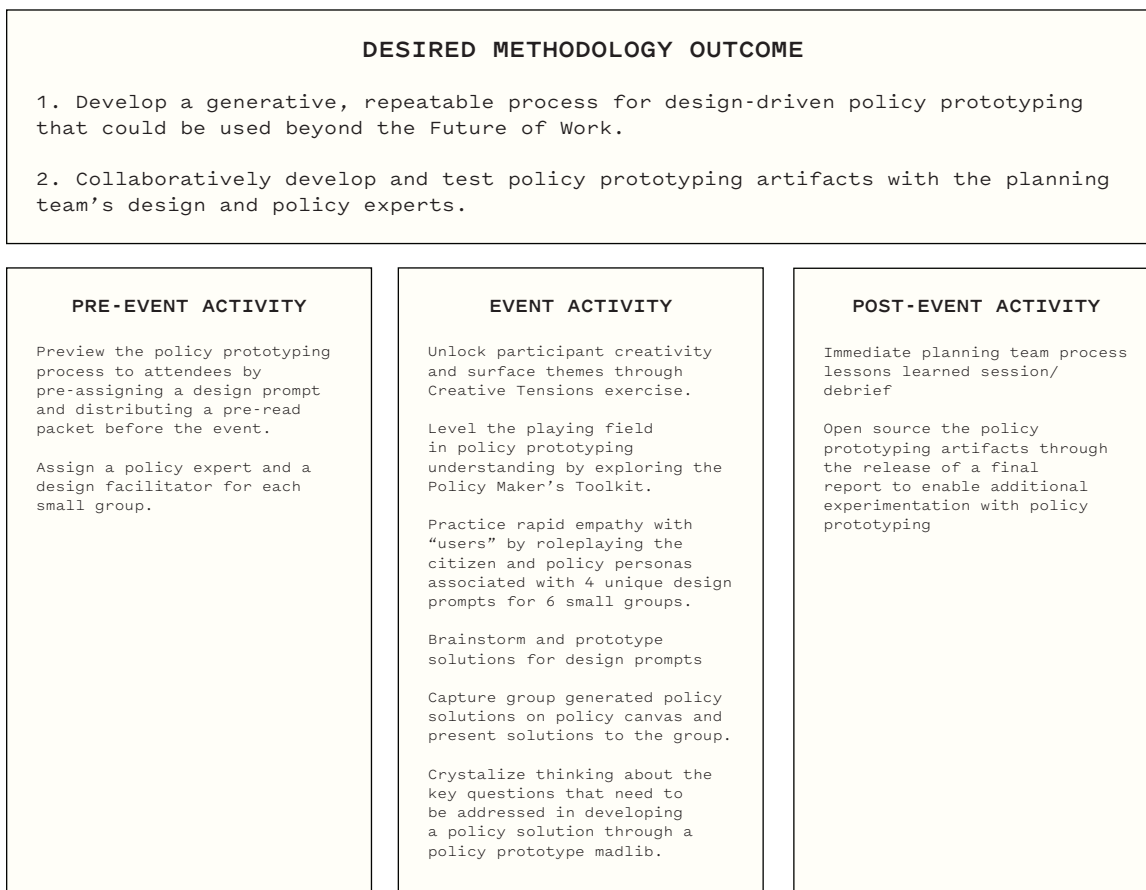 DESIRED METHODOLOGY OUTCOME
1. Develop a generative, repeatable process for design-driven policy prototyping
that could be used beyond the Future of Work.
2. Collaboratively develop and test policy prototyping artifacts with the planning
team’s design and policy experts.
PRE-EVENT ACTIVITY
Preview the policy prototyping
process to attendees by
pre-assigning a design prompt
and distributing a pre-read
packet before the event.
Assign a policy expert and a
design facilitator for each
small group.
EVENT ACTIVITY
Unlock participant creativity
and surface themes through
Creative Tensions exercise.
Level the playing field
in policy prototyping
understanding by exploring the
Policy Maker’s Toolkit.
Practice rapid empathy with
“users” by roleplaying the
citizen and policy personas
associated with 4 unique design
prompts for 6 small groups.
Brainstorm and prototype
solutions for design prompts
Capture group generated policy
solutions on policy canvas and
present solutions to the group.
Crystalize thinking about the
key questions that need to
be addressed in developing
a policy solution through a
policy prototype madlib.
POST-EVENT ACTIVITY
Immediate planning team process
lessons learned session/
debrief
Open source the policy
prototyping artifacts through
the release of a final
report to enable additional
experimentation with policy
prototyping